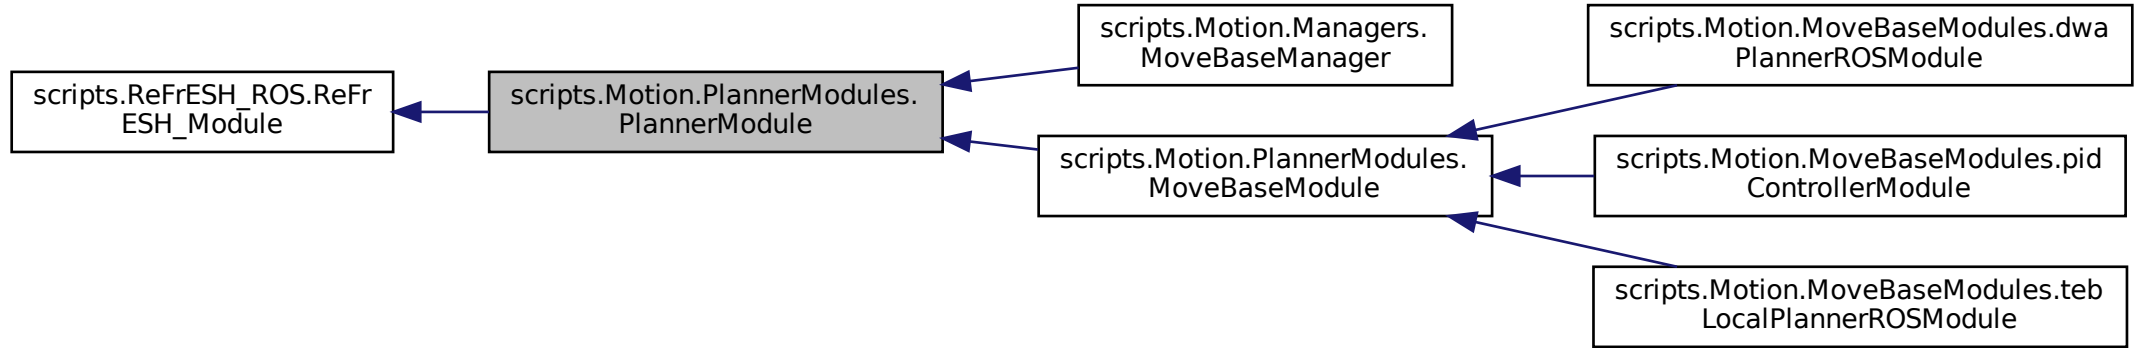 scripts.ReFrESH_ROS.ReFr
ESH_Module
scripts.Motion.PlannerModules.
PlannerModule
scripts.Motion.Managers.
MoveBaseManager
scripts.Motion.PlannerModules.
MoveBaseModule
scripts.Motion.MoveBaseModules.dwa
PlannerROSModule
scripts.Motion.MoveBaseModules.pid
ControllerModule
scripts.Motion.MoveBaseModules.teb
LocalPlannerROSModule